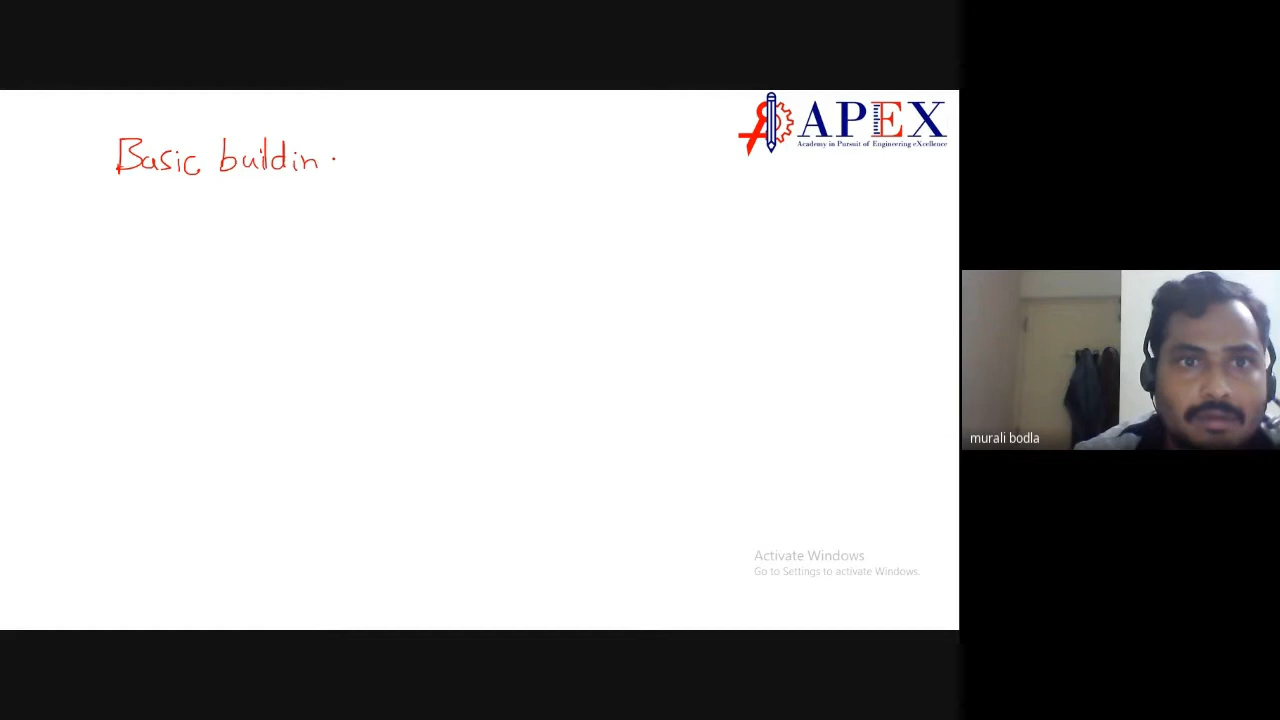 APEX
Academy in Pursuit of Engineering eXcellence
Basic buildin
murali bodla
Activate Windows
Go to Settings to activate Windows.